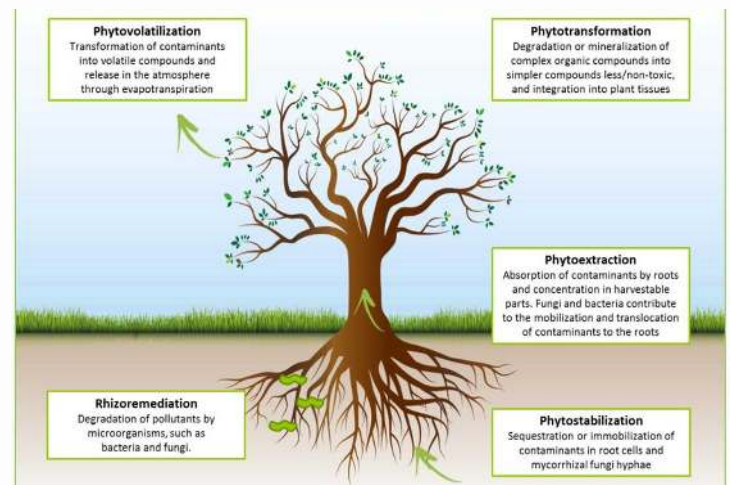 Phytovolatilization
Transformation of contaminants
into volatile compounds and
release in the atmosphere
through evapotranspiration
Phytotransformation
Degradation or mineralization of
complex organic compounds into
simpler compounds less/non-toxic,
and integration into plant tissues
Phytoextraction
Absorption of contaminants by roots
and concentration in harvestable
parts. Fungi and bacteria contribute
to the mobilization and translocation
of contaminants to the roots
Rhizoremediation
Degradation of pollutants by
microorganisms, such as
bacteria and fungi.
Phytostabilization
Sequestration or immobilization of
contaminants in root cells and
mycorrhizal fungi hyphae